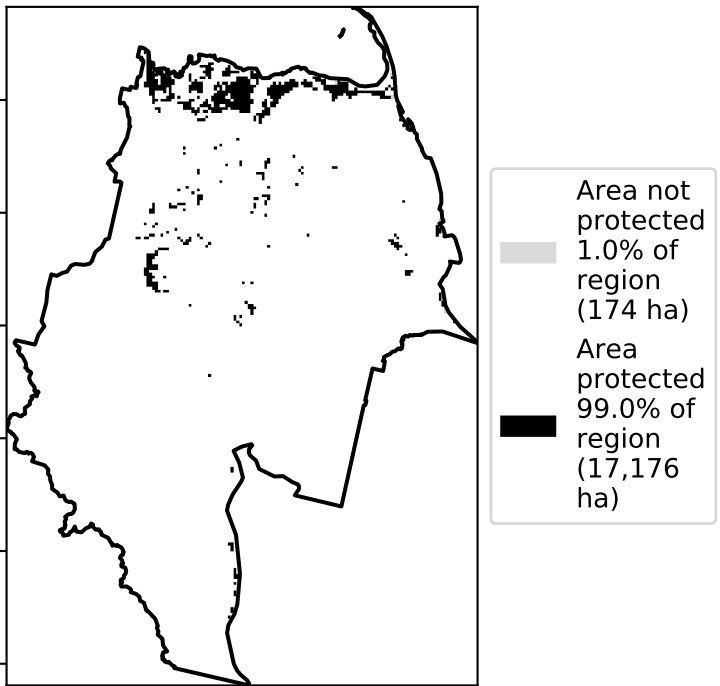 Area not
protected
1.0% of
region
(174 ha)
Area
protected
99.0% of
region
(17,176
ha)